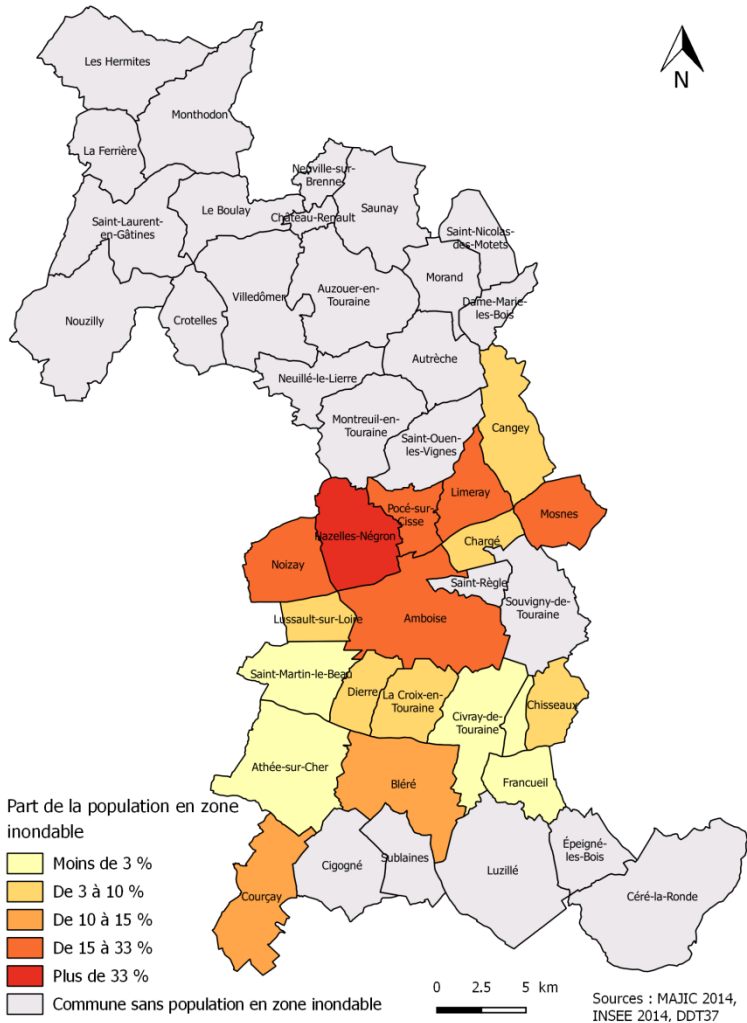 Les Hermites
N
Monthodon
La Ferrière
Neuville-sur-
Brenne
Saunay
Le Boulay
Château-Renault
Saint-Laurent-
en-Gâtines
Saint-Nicolas-
des-Motets
Morand
Auzouer-en-
Touraine
Villedômer
Dame-Marie-
les-Bois
Nouzilly
Crotelles
Autrèche
Neuillé-le-Lierre
Montreuil-en-
Touraine
Cangey
Saint-Ouen-
les-Vignes
Limeray
Pocé-sur-
Cisse
Mosnes
Nazelles-Négron
Chargé
Noizay
Saint-Règle
Souvigny-de-
Touraine
Lussault-sur-Loire
Amboise
Saint-Martin-le-Beau
Dierre
La Croix-en-
Touraine
Chisseaux
Civray-de-
Touraine
Athée-sur-Cher
Francueil
Bléré
Part de la population en zone
inondable
Moins de 3 %
De 3 à 10 %
De 10 à 15 %
De 15 à 33 %
Plus de 33 %
Commune sans population en zone inondable
Épeigné-
les-Bois
Sublaines
Cigogné
Luzillé
Céré-la-Ronde
Courçay
0 2.5 5 km
Sources : MAJIC 2014,
INSEE 2014, DDT37